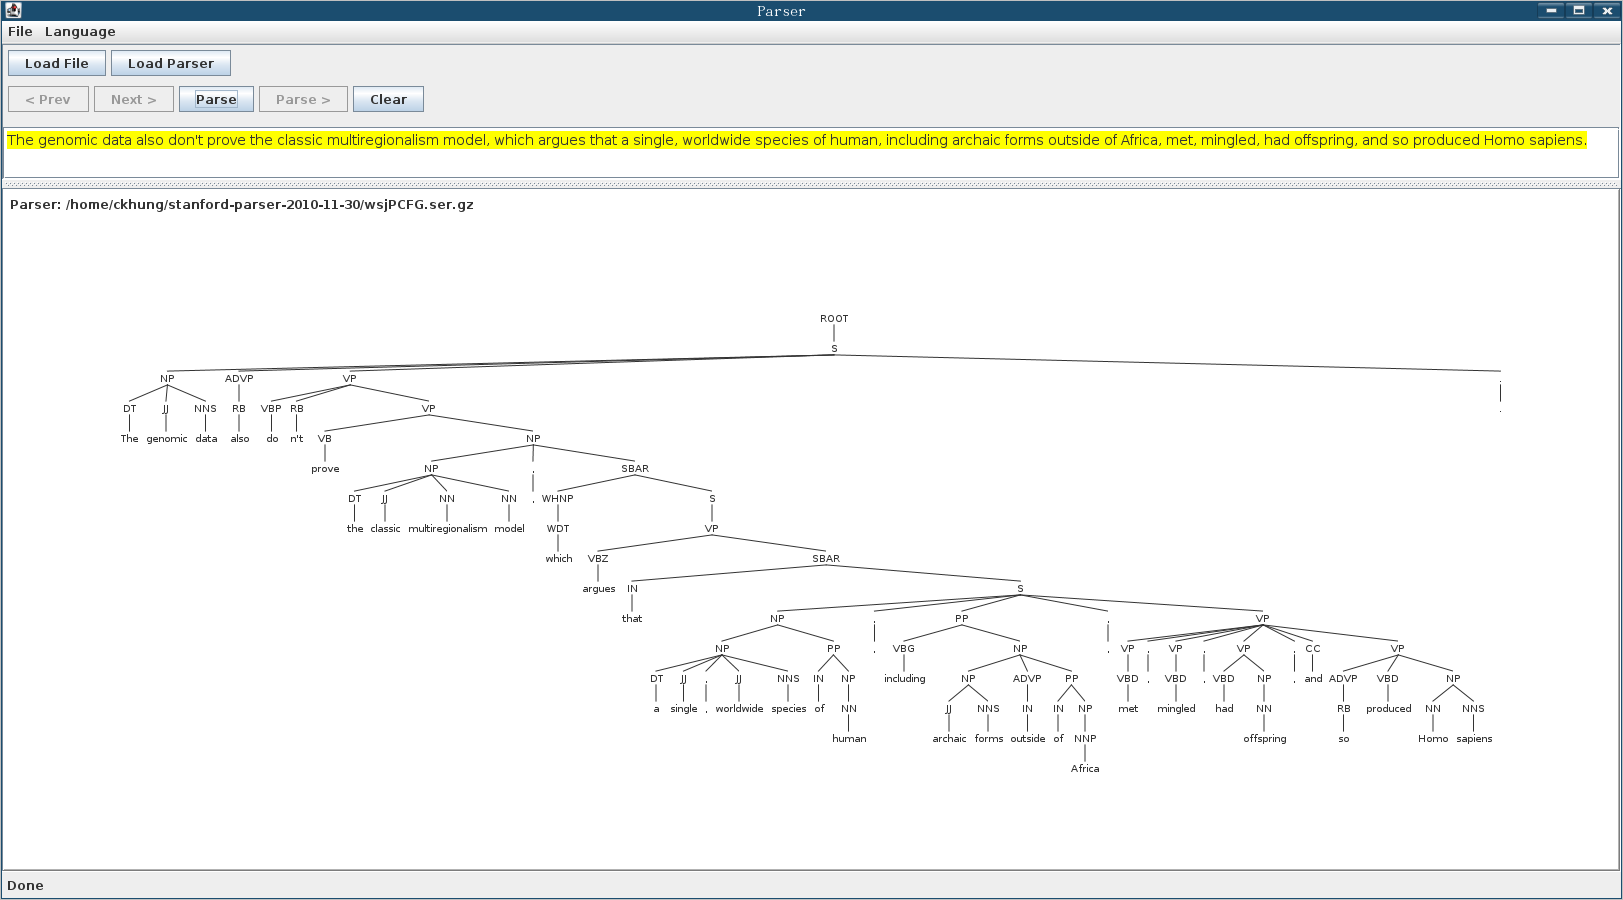 Parser
File Language
Load File Load Parser
< Prev Next > Parse Parse > Clear
The genomic data also don't prove the classic multiregionalism model, which argues that a single, worldwide species of human, including archaic forms outside of Africa, met, mingled, had offspring, and so produced Homo sapiens.
Parser: /home/ckhung/stanford-parser-2010-11-30/wsjPCFG.ser.gz
ROOT
S
NP ADVP VP .
DT JJ NNS RB VBP RB VP .
The genomic data also do n't VB NP
prove NP , SBAR
DT JJ NN NN , WHNP S
the classic multiregionalism model WDT VP
which VBZ SBAR
argues IN S
that NP , PP , VP
NP PP , VBG NP , VP , VP , VP , CC VP
DT JJ , JJ NNS IN NP including NP ADVP PP VBD , VBD , VBD NP , and ADVP VBD NP
a single , worldwide species of NN JJ NNS IN IN NP met mingled had NN RB produced NN NNS
human archaic forms outside of NNP offspring so Homo sapiens
Africa
Done